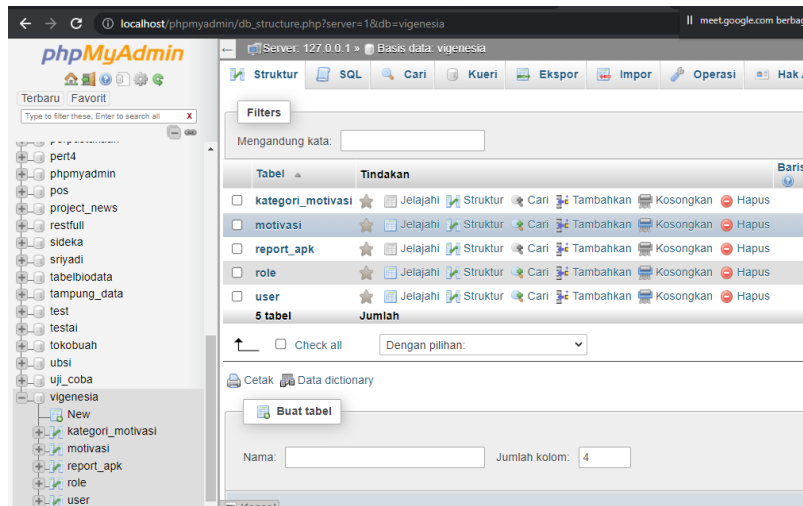 localhost/phpmyadmin/db_structure.php?server=1&db=vigenesia
meet.google.com berbag
phpMyAdmin
Terbaru Favorit
Type to filter these, Enter to search all X
pert4
phpmyadmin
pos
project_news
restfull
sideka
sriyadi
tabelbiodata
tampung_data
test
testai
tokobuah
ubsi
uji_coba
vigenesia
New
kategori_motivasi
motivasi
report_apk
role
user
Server: 127.0.0.1 » Basis data: vigenesia
Struktur SQL Cari Kueri Ekspor Impor Operasi Hak
Filters
Mengandung kata:
Tabel Tindakan Baris
kategori_motivasi Jelajahi Struktur Cari Tambahkan Kosongkan Hapus
motivasi Jelajahi Struktur Cari Tambahkan Kosongkan Hapus
report_apk Jelajahi Struktur Cari Tambahkan Kosongkan Hapus
role Jelajahi Struktur Cari Tambahkan Kosongkan Hapus
user Jelajahi Struktur Cari Tambahkan Kosongkan Hapus
5 tabel Jumlah
Check all Dengan pilihan:
Cetak Data dictionary
Buat tabel
Nama: Jumlah kolom: 4